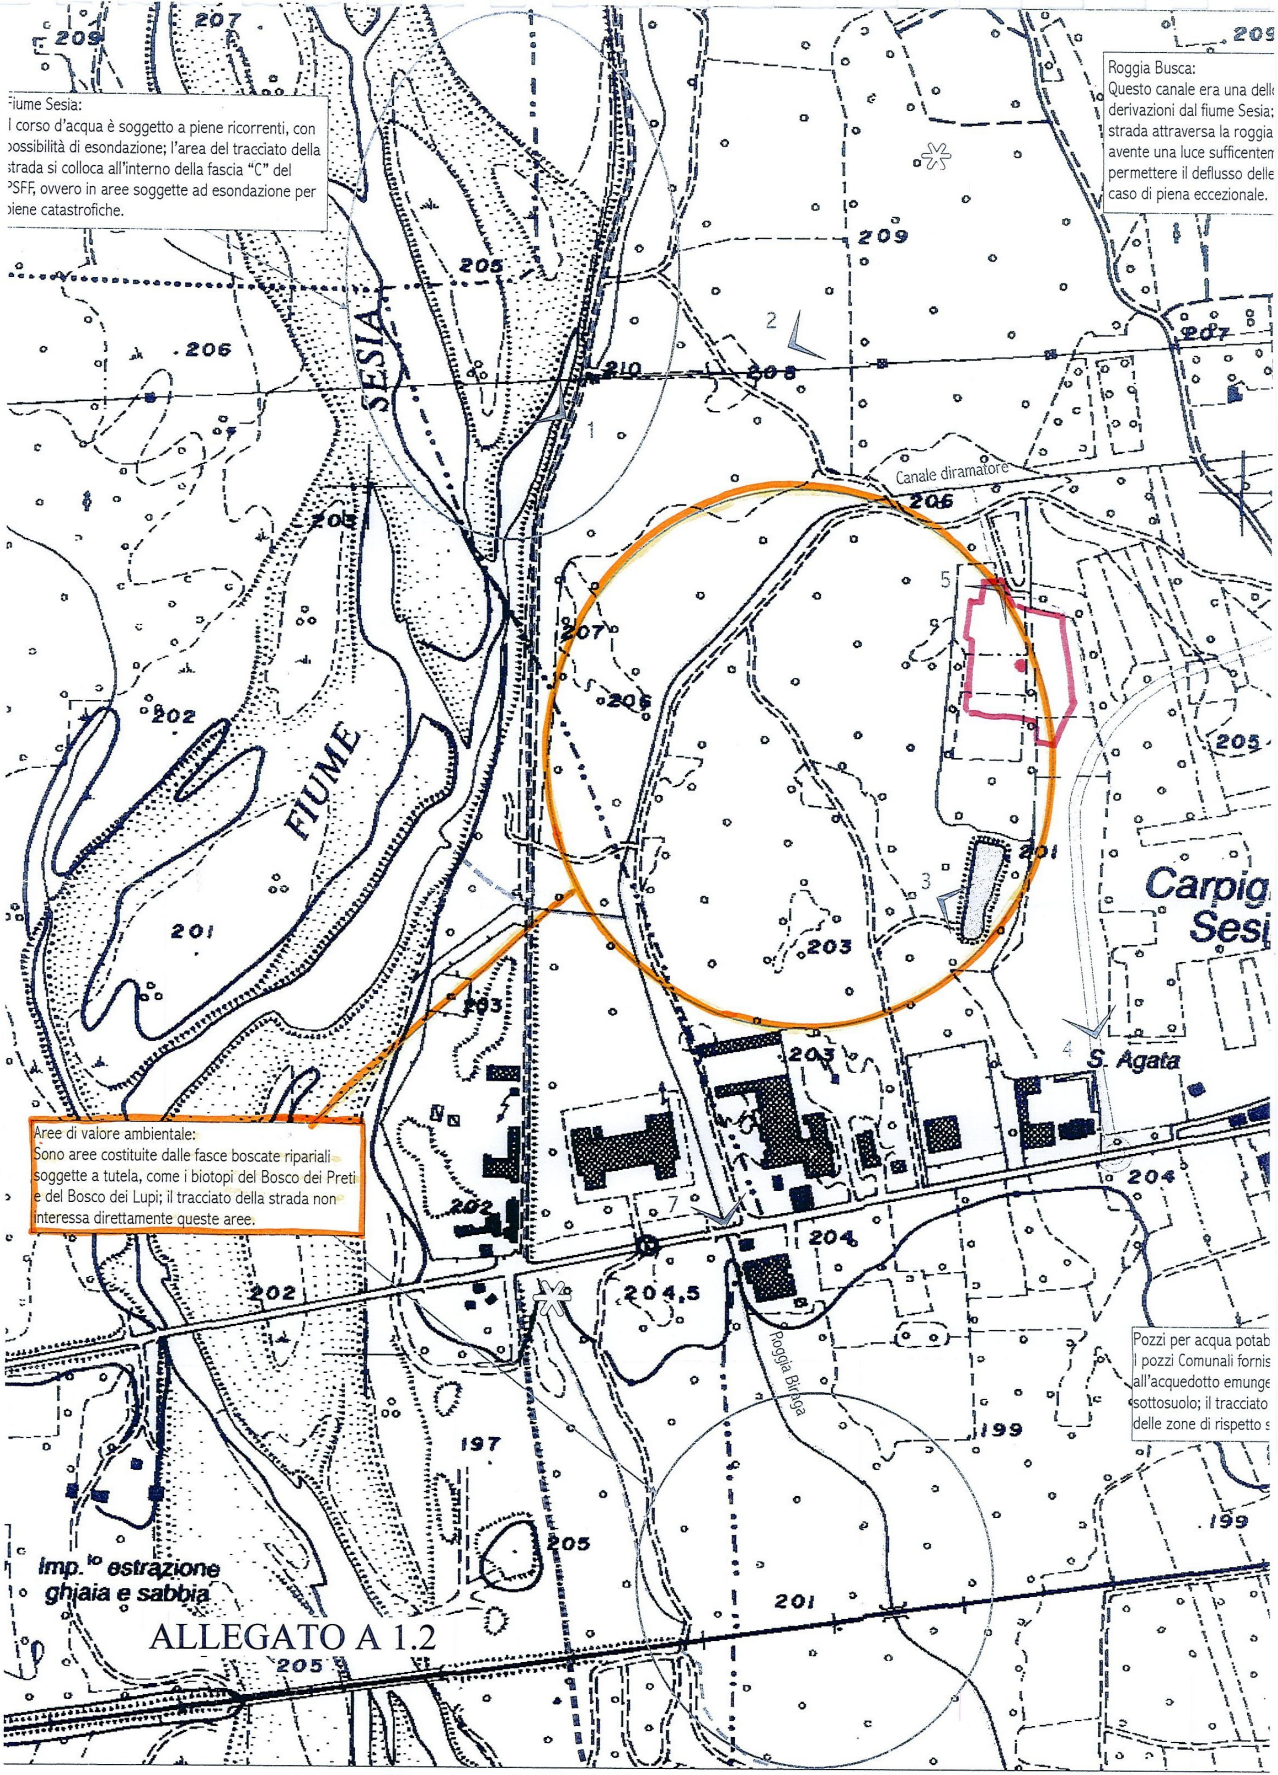 207
209
209
Fiume Sesia:
l corso d'acqua è soggetto a piene ricorrenti, con
possibilità di esondazione; l'area del tracciato della
strada si colloca all'interno della fascia "C" del
PSFF, ovvero in aree soggette ad esondazione per
piene catastrofiche.
Roggia Busca:
Questo canale era una delle
derivazioni dal fiume Sesia;
strada attraversa la roggia
avente una luce sufficentem
permettere il deflusso delle
caso di piena eccezionale.
209
205
SESIA
206
2
207
210
208
1
Canale diramatore
206
203
5
207
206
202
FIUME
205
201
3
Carpig
Sesi
201
203
203
203
4
S. Agata
Aree di valore ambientale:
Sono aree costituite dalle fasce boscate ripariali
soggette a tutela, come i biotopi del Bosco dei Preti
e del Bosco dei Lupi; il tracciato della strada non
interessa direttamente queste aree.
204
202
7
204
202
204,5
Roggia Biraga
Pozzi per acqua potab
I pozzi Comunali fornis
all'acquedotto emunge
sottosuolo; il tracciato
delle zone di rispetto s
197
199
199
205
Imp.to estrazione
ghiaia e sabbia
201
ALLEGATO A 1.2
205